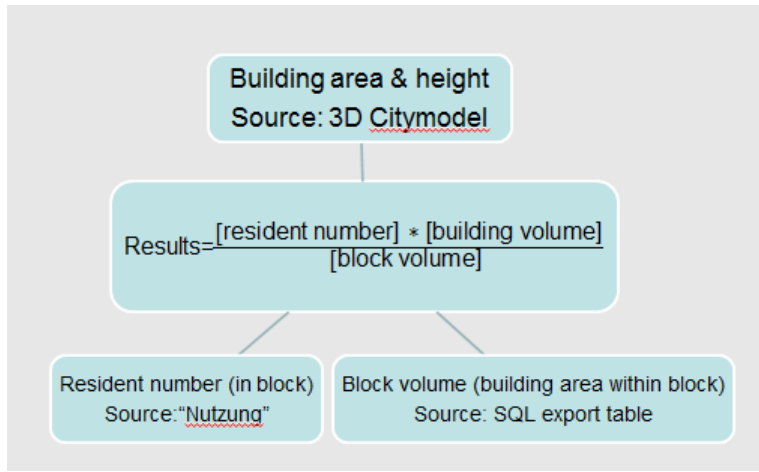 Building area & height
Source: 3D Citymodel
Results=[resident number] * [building volume]
[block volume]
Resident number (in block)
Source:“Nutzung”
Block volume (building area within block)
Source: SQL export table